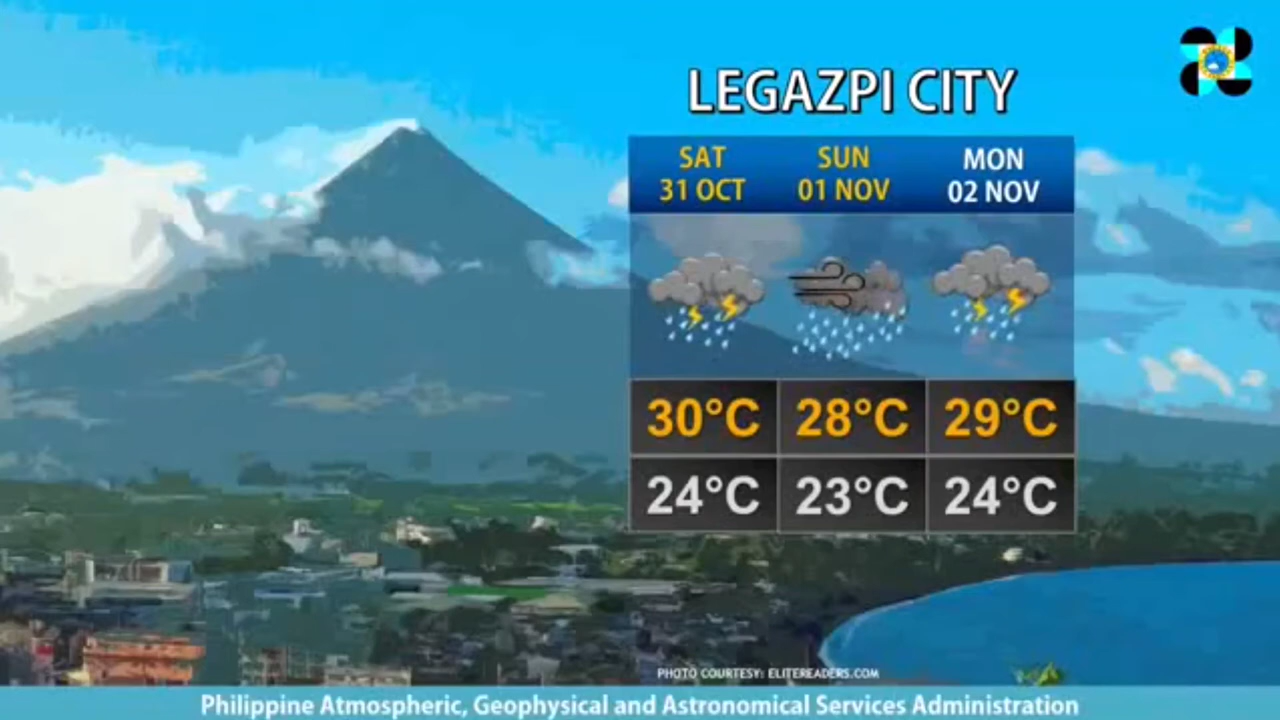 LEGAZPI CITY
SAT SUN MON
31 OCT 01 NOV 02 NOV
30°C 28°C 29°C
24°C 23°C 24°C
PHOTO COURTESY: ELITEREADERS.COM
Philippine Atmospheric, Geophysical and Astronomical Services Administration